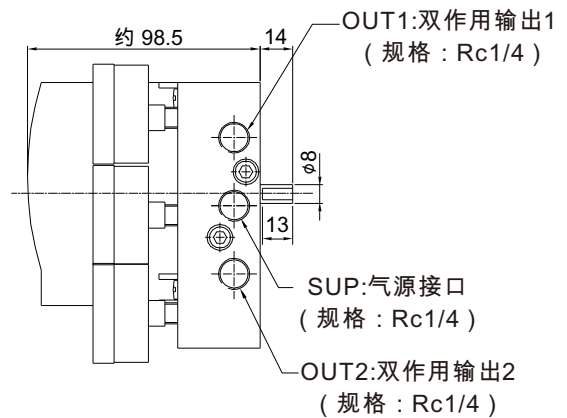 OUT1:双作用输出1
（规格：Rc1/4）
约 98.5
14
ϕ8
13
SUP:气源接口
（规格：Rc1/4）
OUT2:双作用输出2
（规格：Rc1/4）